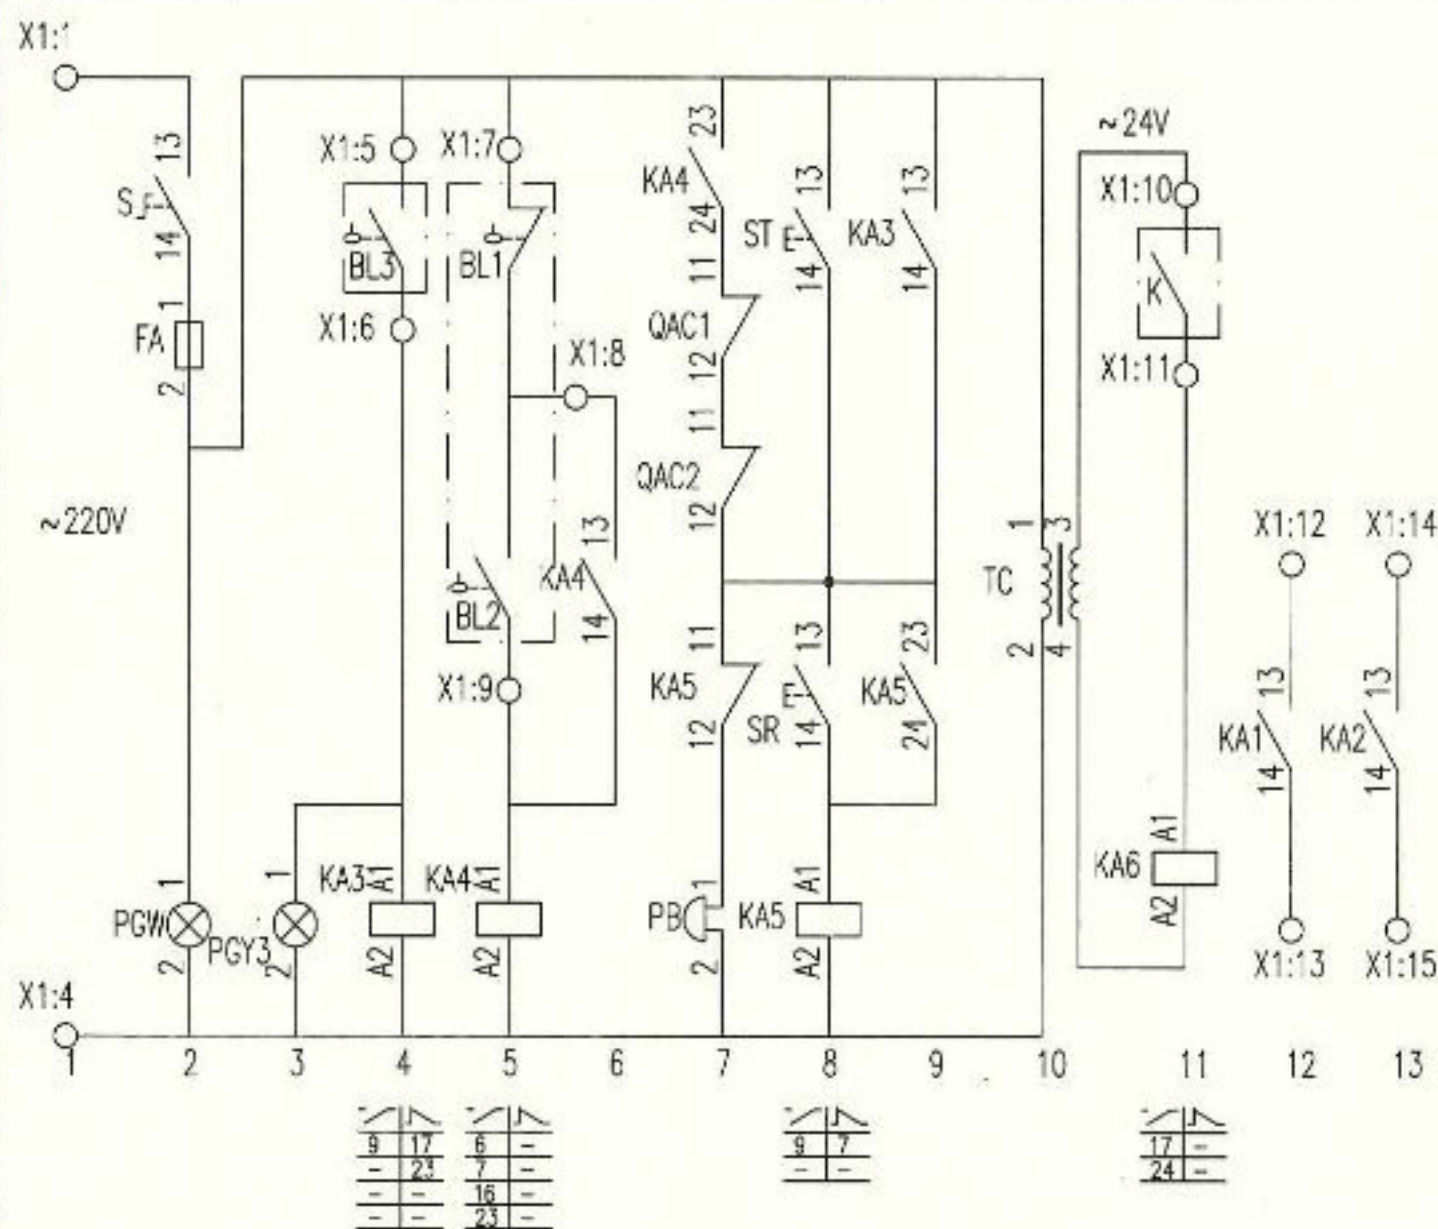 X1:1
~24V
X1:5
X1:7
X1:10
13
S
14
KA4
23
24
ST
13
14
KA3
13
14
BL3
BL1
K
X1:6
X1:8
X1:11
1
FA
2
11
QAC1
12
11
QAC2
12
~220V
13
KA4
14
BL2
X1:9
11
KA5
12
13
SR
14
23
KA5
24
1
3
TC
2
4
X1:12
X1:14
13
KA1
14
13
KA2
14
X1:13
X1:15
1
PGW
2
1
PGY3
2
KA3
A1
A2
KA4
A1
A2
1
PB
2
KA5
A1
A2
KA6
A1
A2
X1:4
1 2 3 4 5 6 7 8 9 10 11 12 13
9 17 6 - 9 7 17 -
- 23 7 - - - 24 -
- - 16 -
- - 23 -